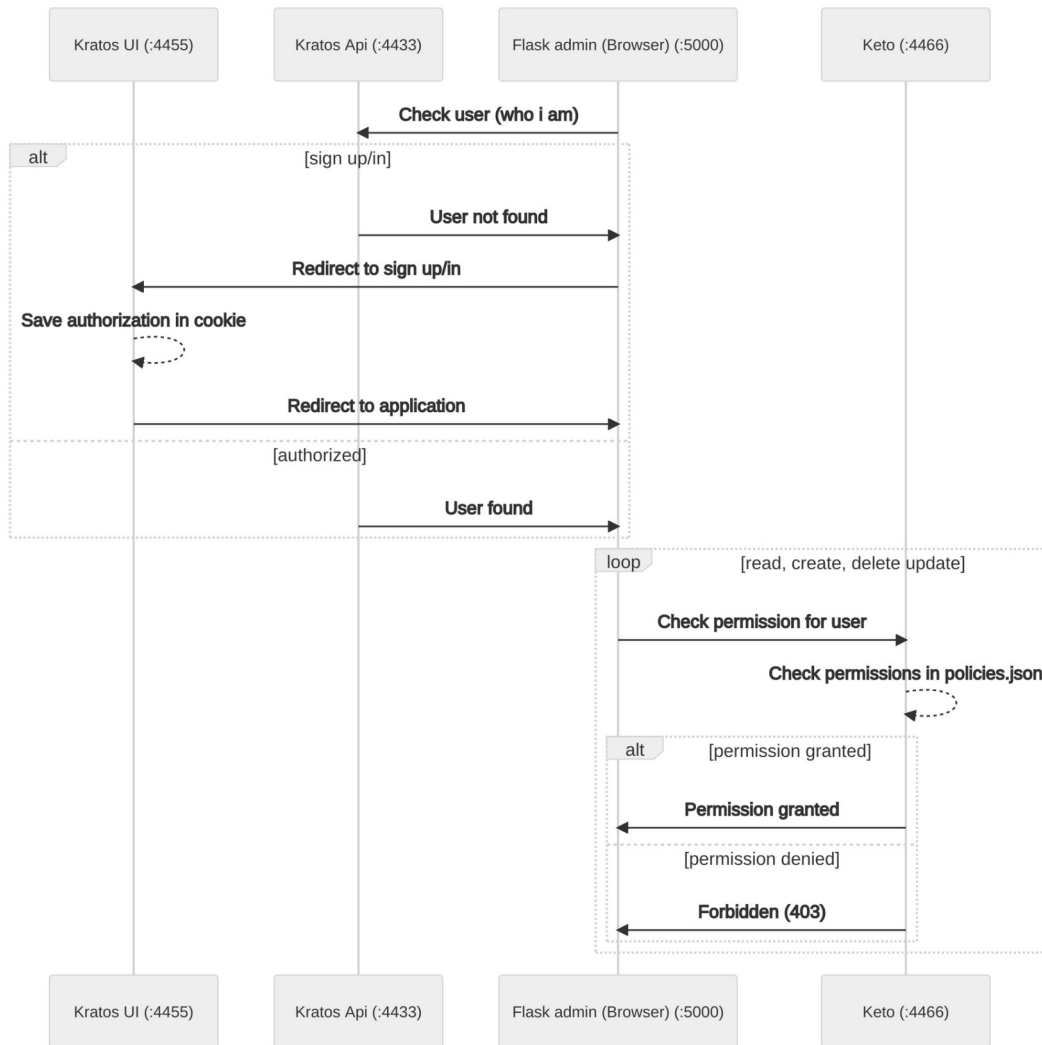 Kratos UI (:4455)
Kratos Api (:4433)
Flask admin (Browser) (:5000)
Keto (:4466)
Check user (who i am)
alt
[sign up/in]
User not found
Redirect to sign up/in
Save authorization in cookie
Redirect to application
[authorized]
User found
loop
[read, create, delete update]
Check permission for user
Check permissions in policies.json
alt
[permission granted]
Permission granted
[permission denied]
Forbidden (403)
Kratos UI (:4455)
Kratos Api (:4433)
Flask admin (Browser) (:5000)
Keto (:4466)